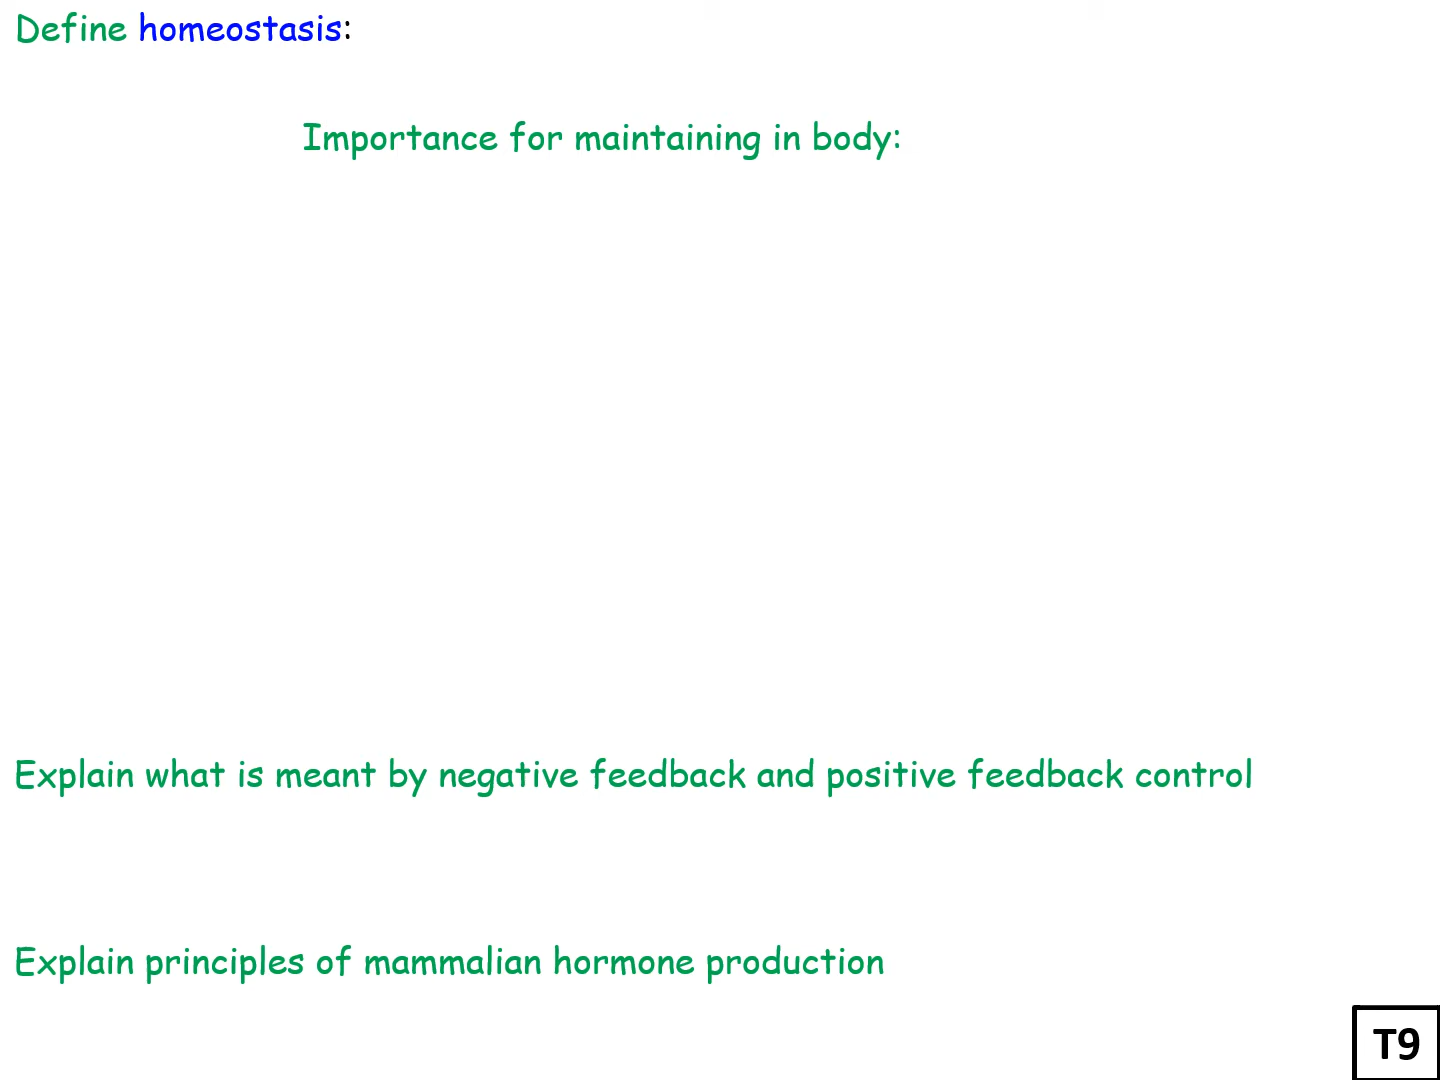 Define homeostasis:
Importance for maintaining in body:
Explain what is meant by negative feedback and positive feedback control
Explain principles of mammalian hormone production
T9